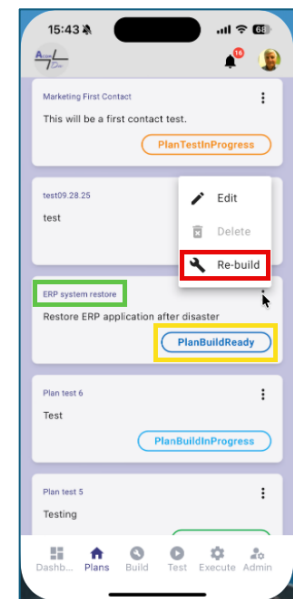 15:43
68
10
Marketing First Contact
This will be a first contact test.
PlanTestInProgress
test09.28.25
test
Edit
Delete
Re-build
ERP system restore
Restore ERP application after disaster
PlanBuildReady
Plan test 6
Test
PlanBuildInProgress
Plan test 5
Testing
Dashb... Plans Build Test Execute Admin